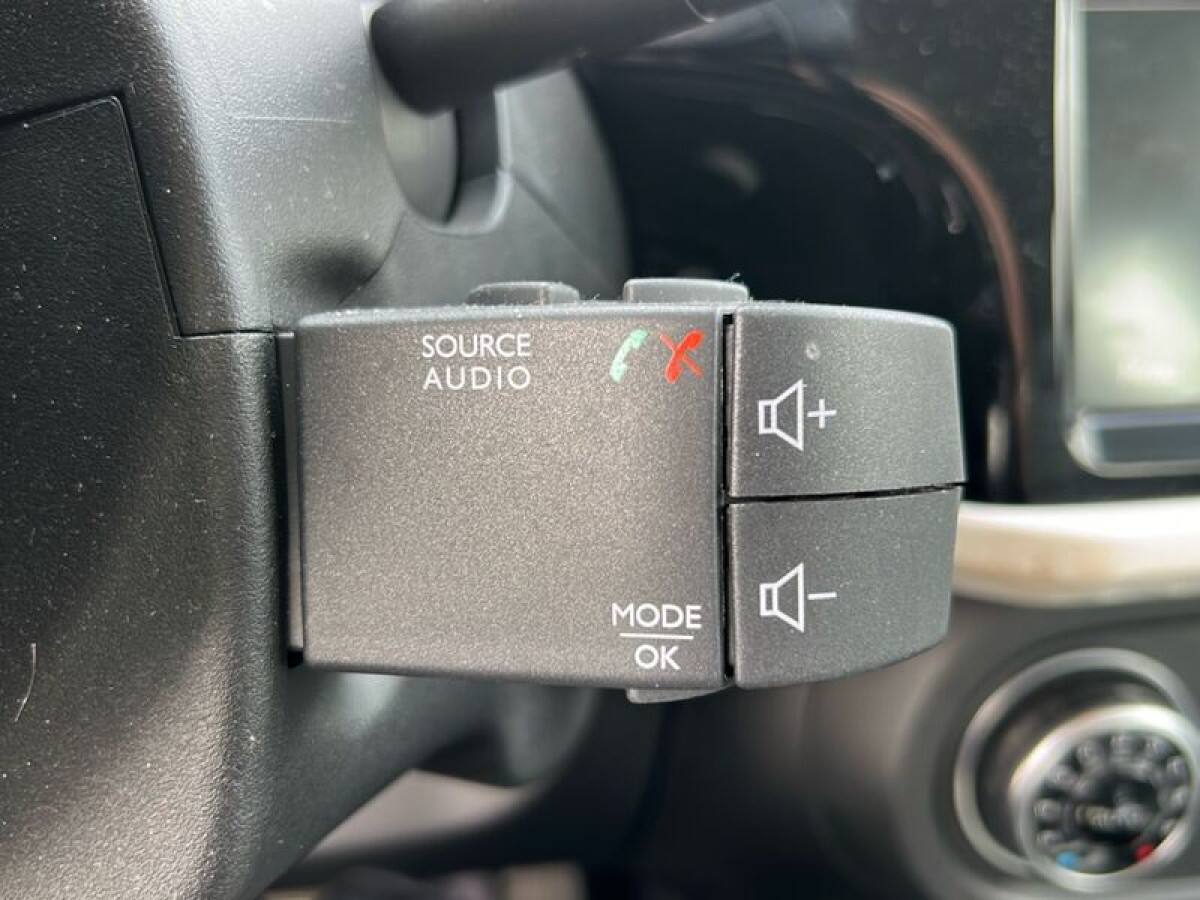 SOURCE
AUDIO
+
MODE
OK
-